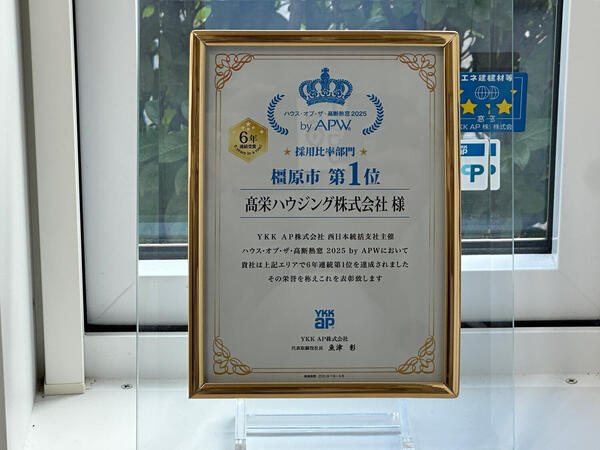 ハウス・オブ・ザ・高断熱窓 2025
by APW
6年
連続受賞
採用比率部門
橿原市 第1位
髙栄ハウジング株式会社 様
YKK AP株式会社 西日本統括支社主催
ハウス・オブ・ザ・高断熱窓 2025 by APWにおいて
貴社は上記エリアで6年連続第1位を達成されました
その栄誉を称えこれを表彰致します
YKK
ap
YKK AP株式会社
代表取締役社長 魚津 彰
エネ建材等
窓
YKK AP 株式会社
ap
P